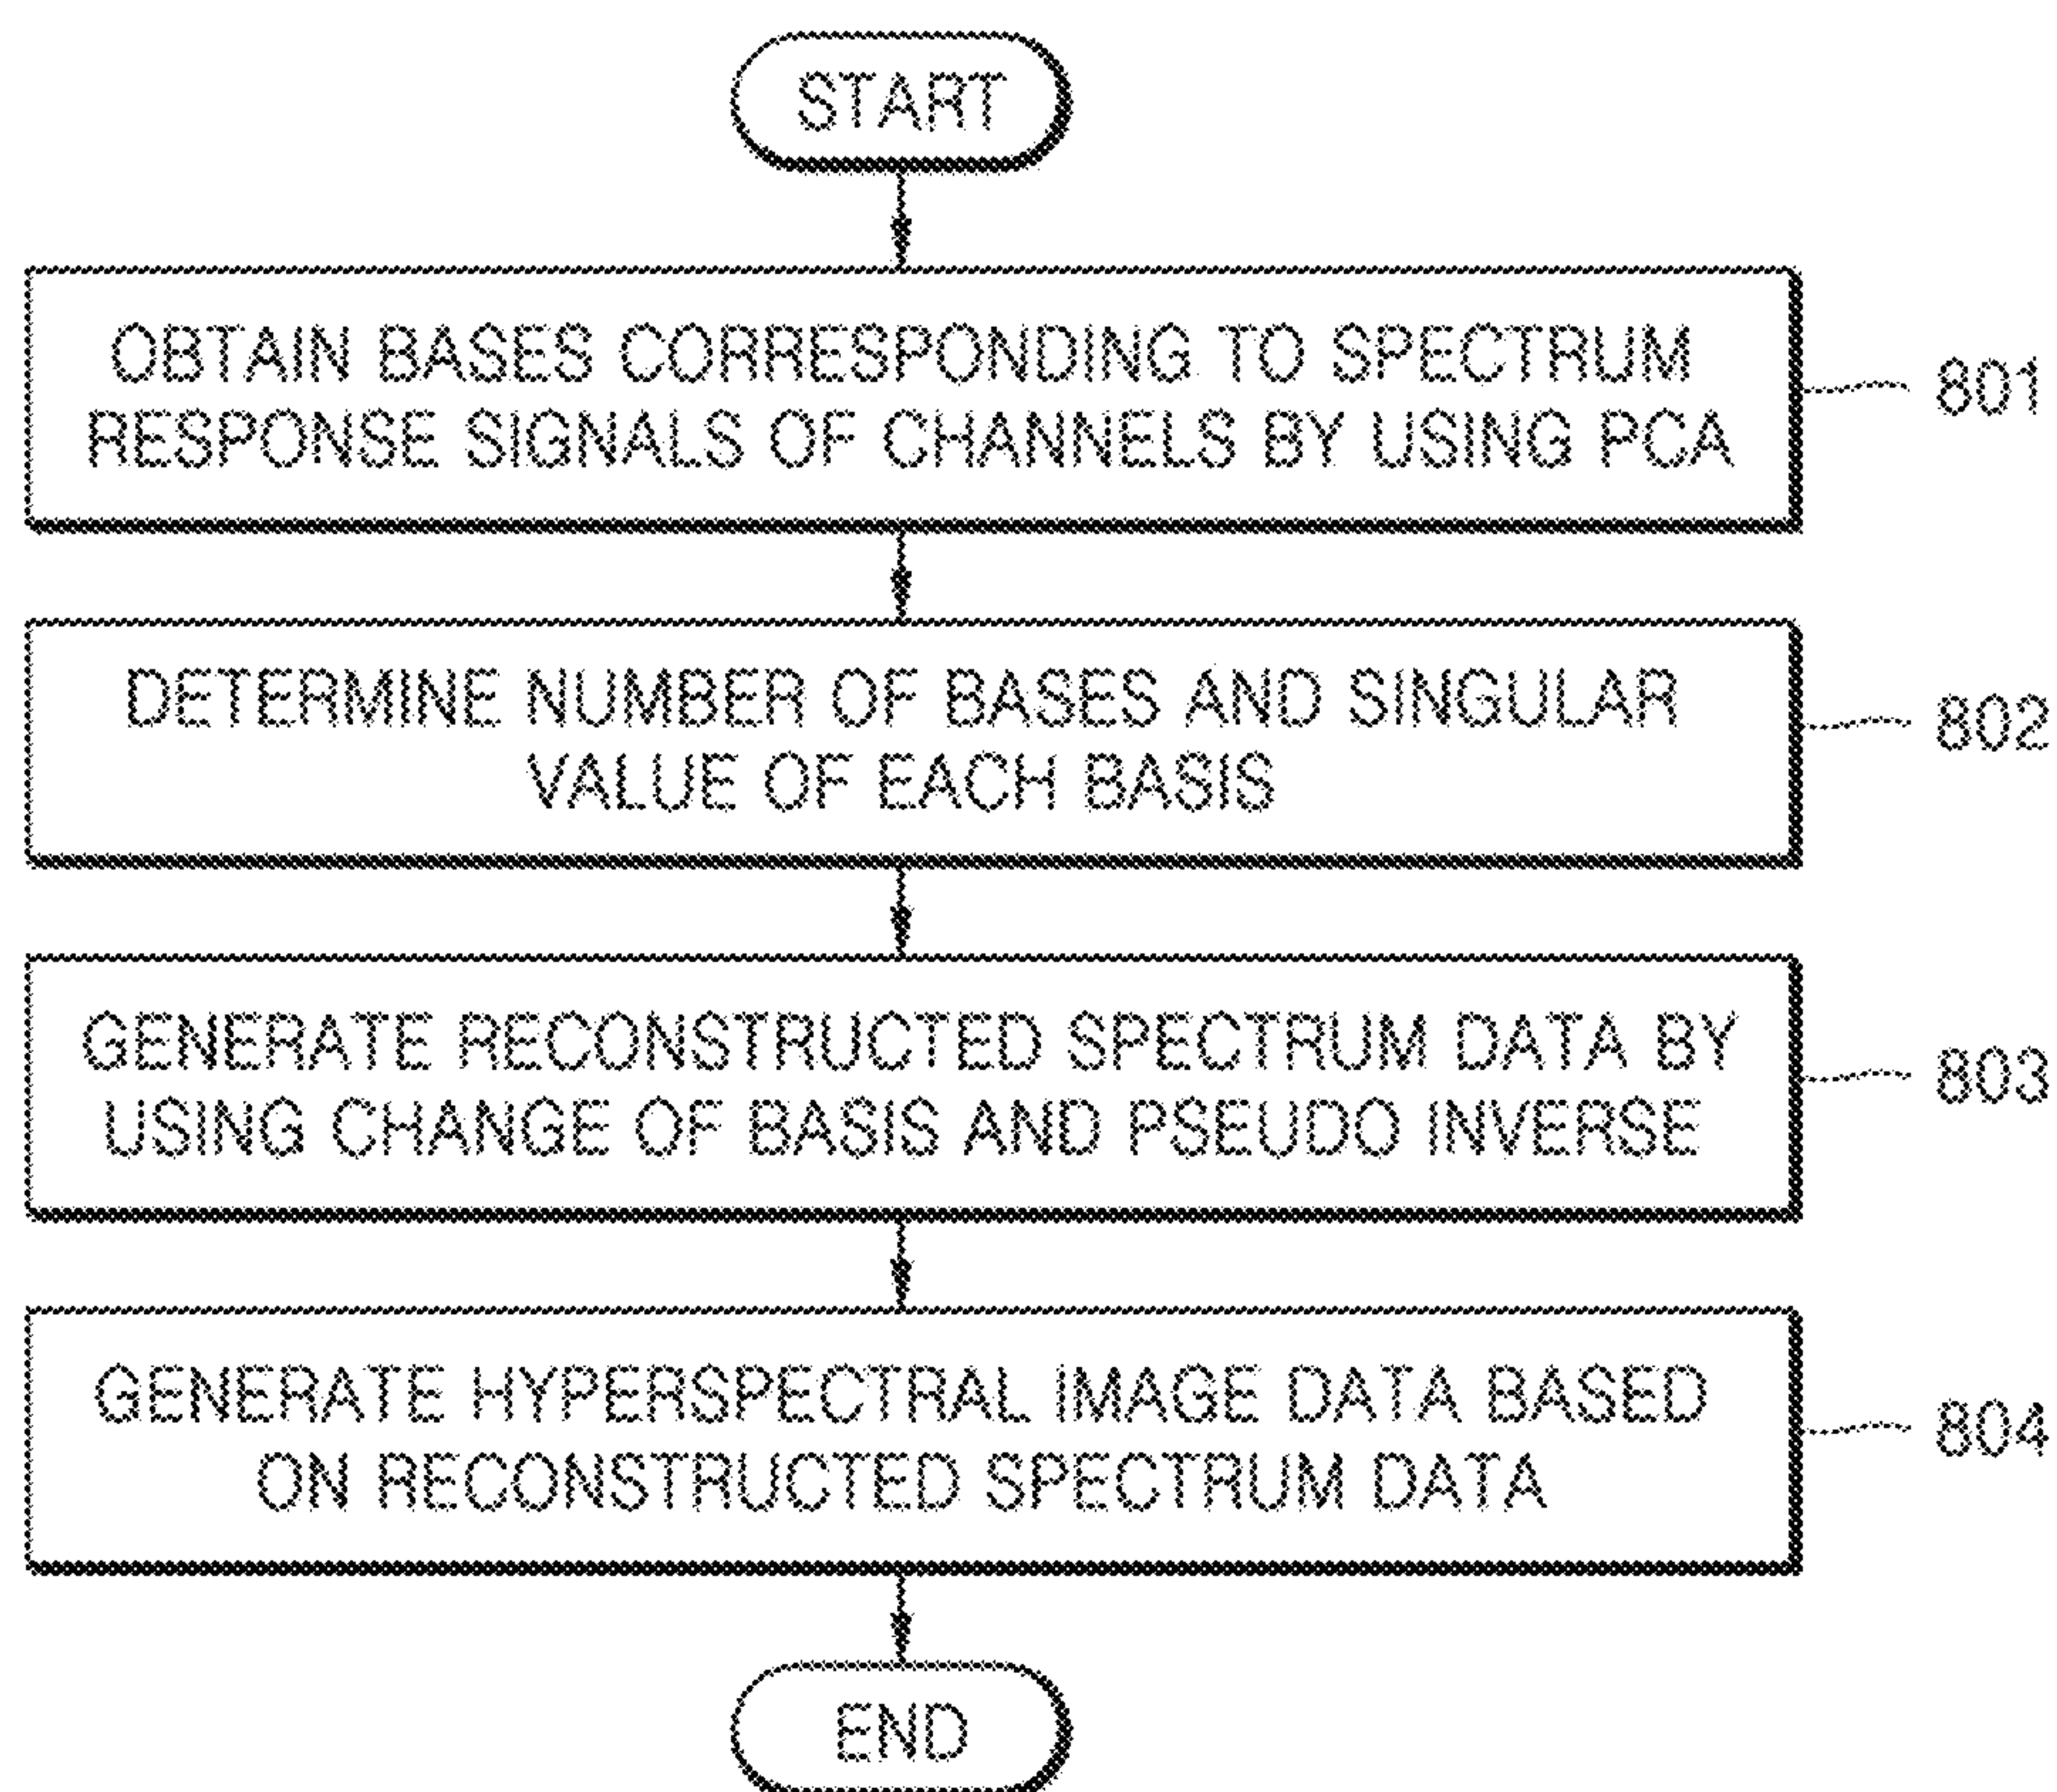 START
OBTAIN BASES CORRESPONDING TO SPECTRUM
RESPONSE SIGNALS OF CHANNELS BY USING PCA
801
DETERMINE NUMBER OF BASES AND SINGULAR
VALUE OF EACH BASIS
802
GENERATE RECONSTRUCTED SPECTRUM DATA BY
USING CHANGE OF BASIS AND PSEUDO INVERSE
803
GENERATE HYPERSPECTRAL IMAGE DATA BASED
ON RECONSTRUCTED SPECTRUM DATA
804
END